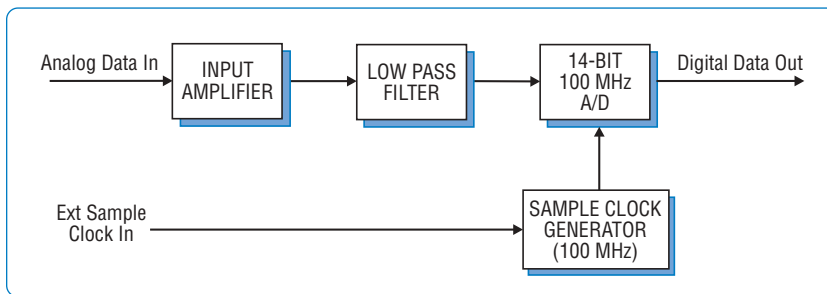 Analog Data In
INPUT
AMPLIFIER
LOW PASS
FILTER
14-BIT
100 MHz
A/D
Digital Data Out
Ext Sample
Clock In
SAMPLE CLOCK
GENERATOR
(100 MHz)